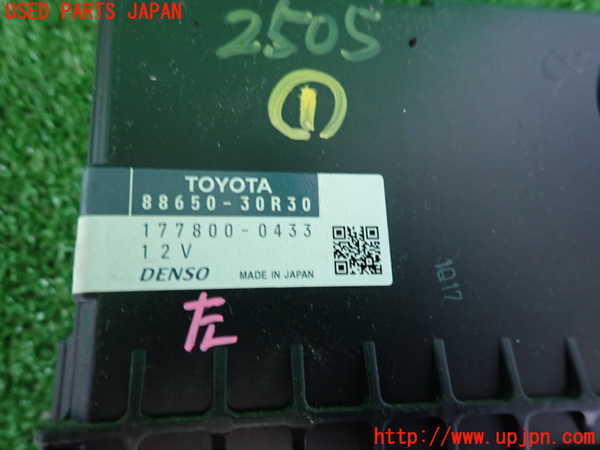 USED PARTS JAPAN
2505
1
TOYOTA
88650-30R30
177800-0433
12V
DENSO
MADE IN JAPAN
1Q17
左
http://www.upjpn.com/